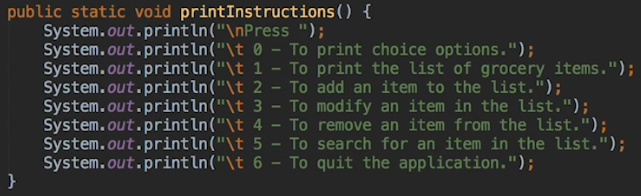 public static void printInstructions() {
    System.out.println("\nPress ");
    System.out.println("\t 0 - To print choice options.");
    System.out.println("\t 1 - To print the list of grocery items.");
    System.out.println("\t 2 - To add an item to the list.");
    System.out.println("\t 3 - To modify an item in the list.");
    System.out.println("\t 4 - To remove an item from the list.");
    System.out.println("\t 5 - To search for an item in the list.");
    System.out.println("\t 6 - To quit the application.");
}